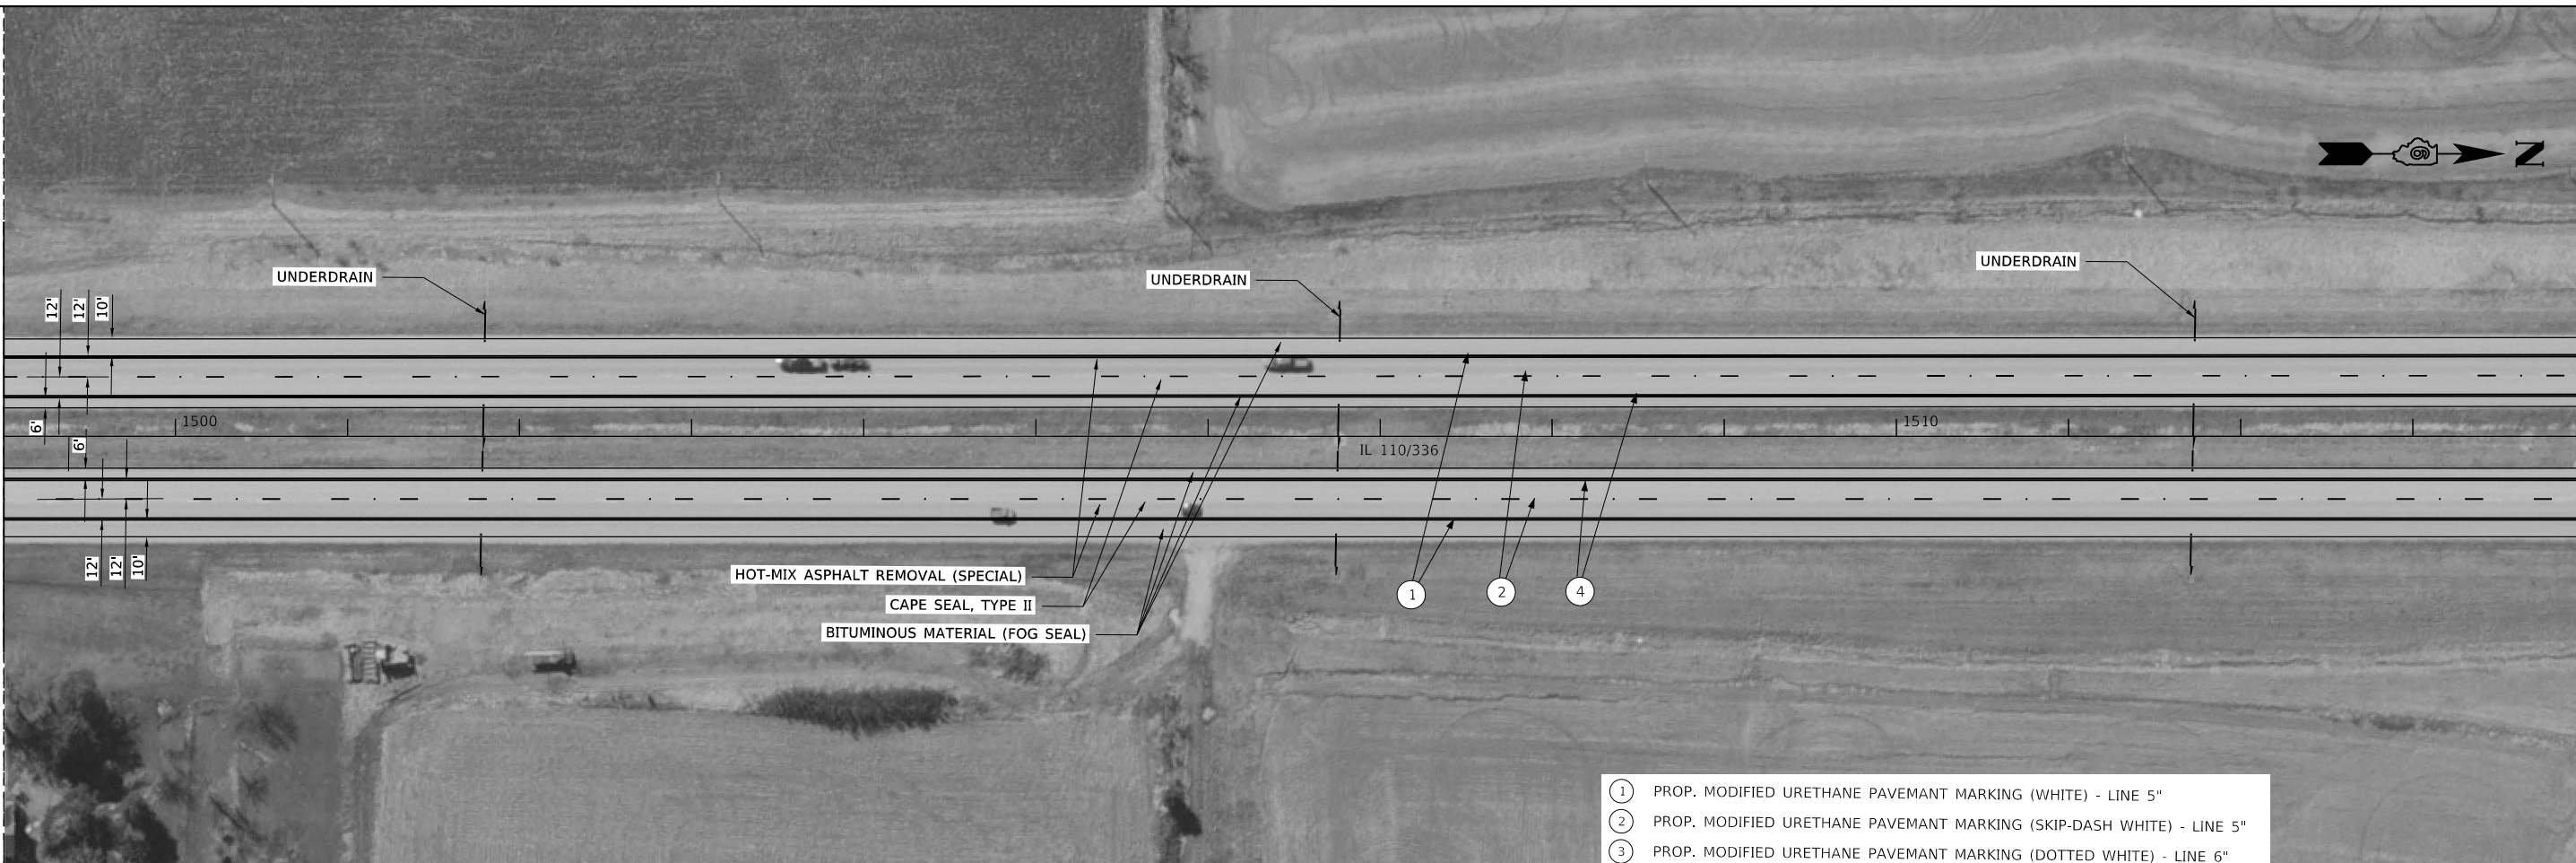 N
UNDERDRAIN
UNDERDRAIN
UNDERDRAIN
12'
12'
10'
6'
6'
1500
1510
IL 110/336
12'
12'
10'
HOT-MIX ASPHALT REMOVAL (SPECIAL)
CAPE SEAL, TYPE II
BITUMINOUS MATERIAL (FOG SEAL)
1
2
4
1 PROP. MODIFIED URETHANE PAVEMANT MARKING (WHITE) - LINE 5"
2 PROP. MODIFIED URETHANE PAVEMANT MARKING (SKIP-DASH WHITE) - LINE 5"
3 PROP. MODIFIED URETHANE PAVEMANT MARKING (DOTTED WHITE) - LINE 6"